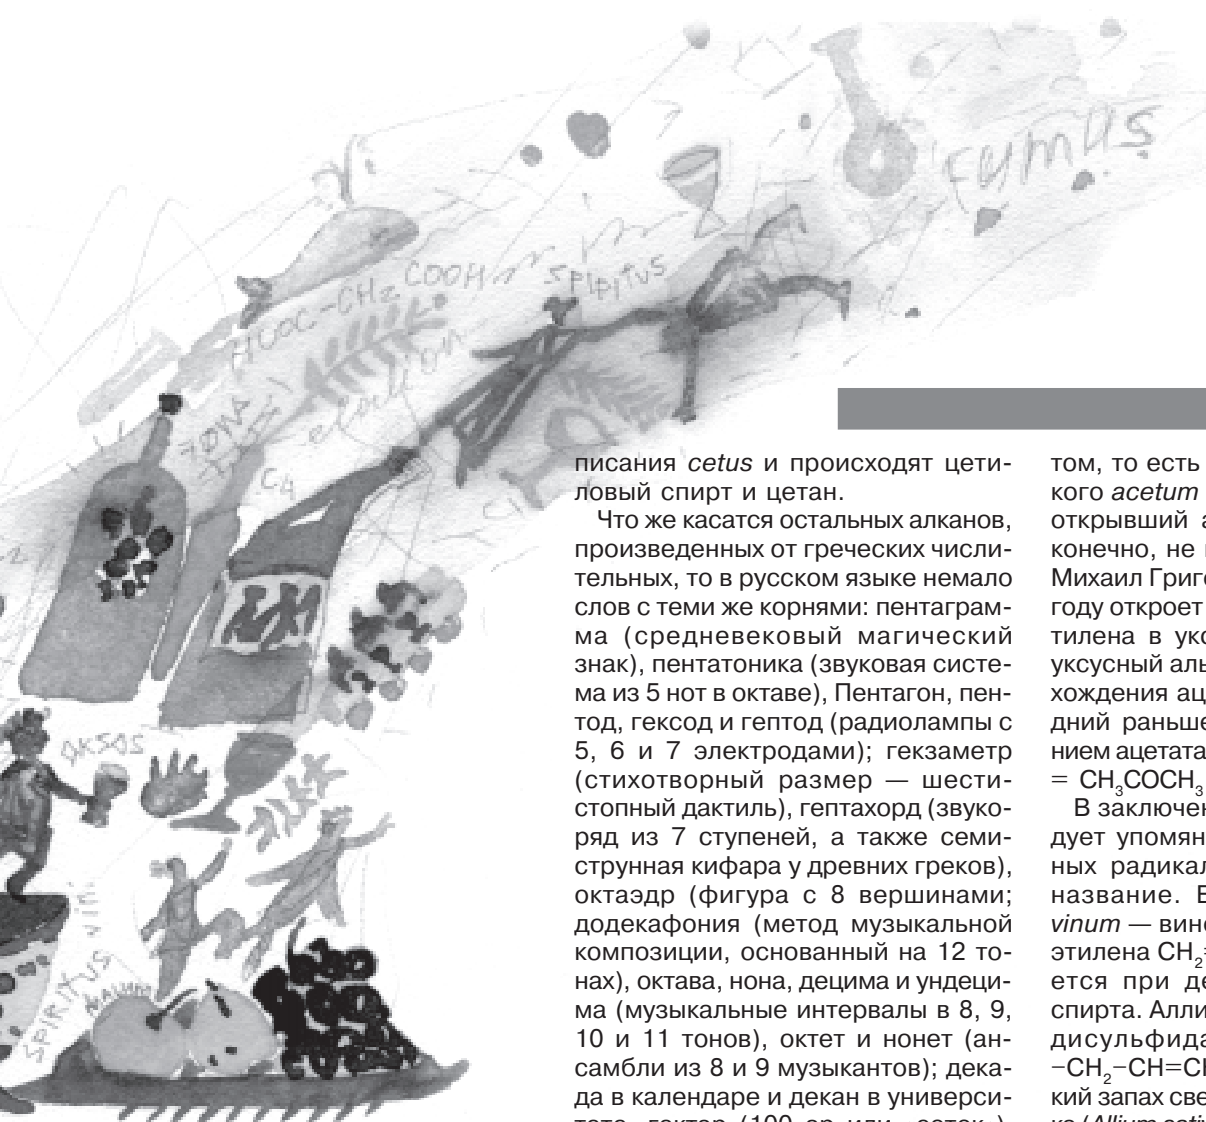 fumus
COOH
HOOC-CH₂
SPIRITUS
C₄
OKSOS
SPIRITUS vini
писания cetus и происходят цети-
ловый спирт и цетан.
Что же касатся остальных алканов,
произведенных от греческих числи-
тельных, то в русском языке немало
слов с теми же корнями: пентаграм-
ма (средневековый магический
знак), пентатоника (звуковая систе-
ма из 5 нот в октаве), Пентагон, пен-
тод, гексод и гептод (радиолампы с
5, 6 и 7 электродами); гекзаметр
(стихотворный размер — шести-
стопный дактиль), гептахорд (звуко-
ряд из 7 ступеней, а также семи-
струнная кифара у древних греков),
октаэдр (фигура с 8 вершинами;
додекафония (метод музыкальной
композиции, основанный на 12 то-
нах), октава, нона, децима и ундеци-
ма (музыкальные интервалы в 8, 9,
10 и 11 тонов), октет и нонет (ан-
самбли из 8 и 9 музыкантов); дека-
да в календаре и декан в универси-
том, то есть
кого acetum
открывший а
конечно, не
Михаил Григ
году откроет
тилена в укс
уксусный аль
хождения ац
дний раньше
нием ацетата
= CH₃COCH₃
В заключен
дует упомян
ных радикал
название. В
vinum — вин
этилена CH₂
ется при де
спирта. Алли
дисульфида
-CH₂-CH=CH
кий запах све